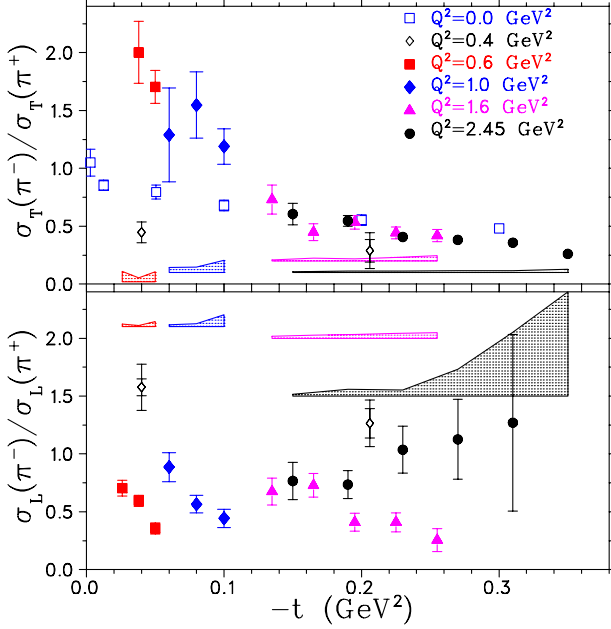 σT(π⁻)/σT(π⁺)
2.0
1.5
1.0
0.5
0.0
Q²=0.0 GeV²
Q²=0.4 GeV²
Q²=0.6 GeV²
Q²=1.0 GeV²
Q²=1.6 GeV²
Q²=2.45 GeV²
σL(π⁻)/σL(π⁺)
2.0
1.5
1.0
0.5
0.0
0.0 0.1 0.2 0.3
−t (GeV²)